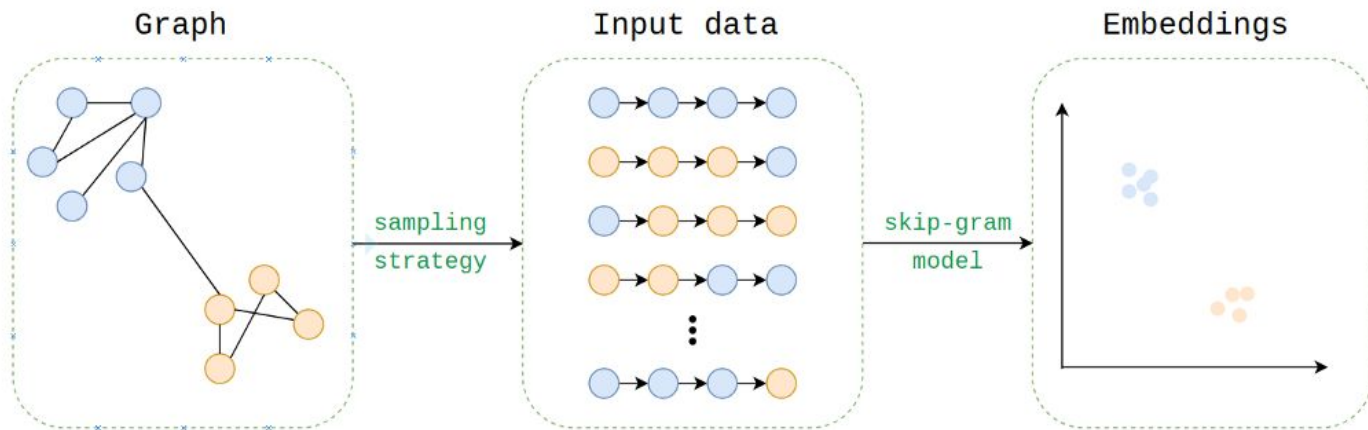 Graph
Input data
Embeddings
sampling
strategy
skip-gram
model